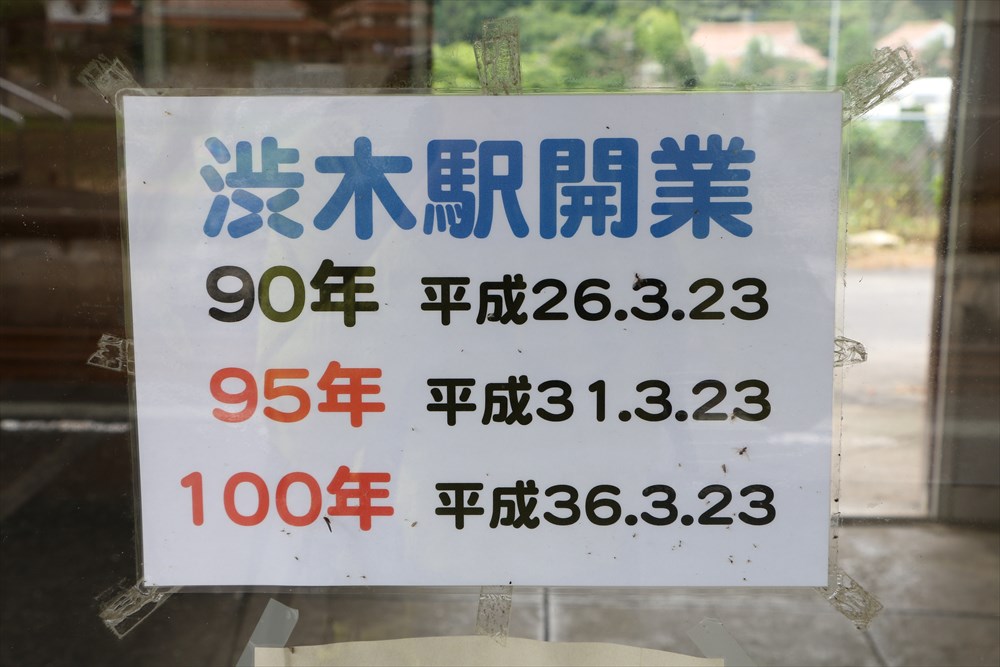 渋木駅開業
90年 平成26.3.23
95年 平成31.3.23
100年 平成36.3.23